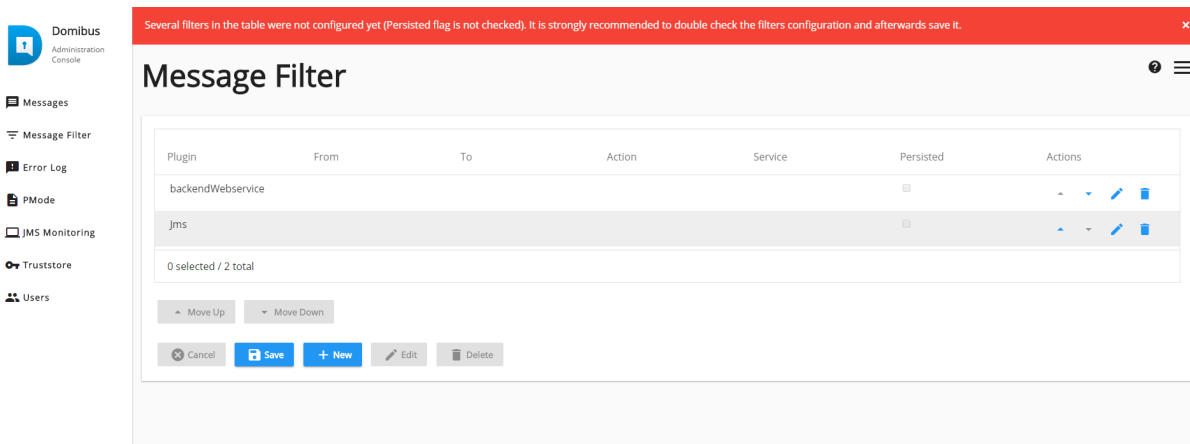 Domibus
Administration
Console
Messages
Message Filter
Error Log
PMode
JMS Monitoring
Truststore
Users
Several filters in the table were not configured yet (Persisted flag is not checked). It is strongly recommended to double check the filters configuration and afterwards save it. ×
Message Filter
Plugin From To Action Service Persisted Actions
backendWebservice
Jms
0 selected / 2 total
Move Up Move Down
Cancel Save + New Edit Delete